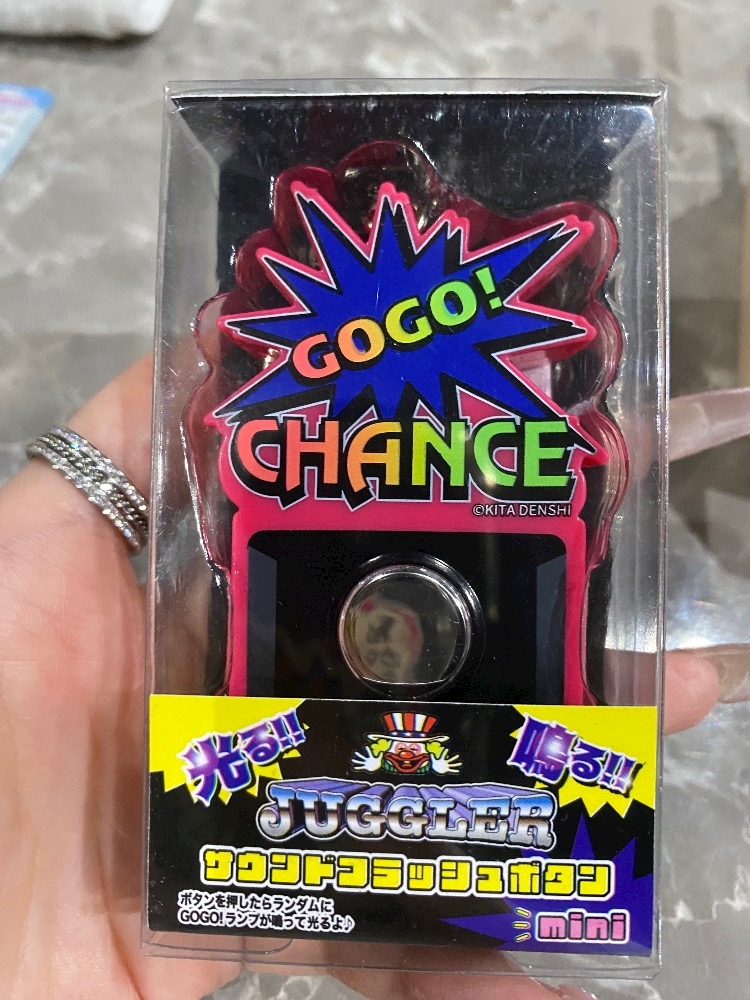 GOGO!
CHANCE
©KITA DENSHI
光る!!
鳴る!!
JUGGLER
サウンドフラッシュボタン
ボタンを押したらランダムに
GOGO!ランプが鳴って光るよ♪
mini